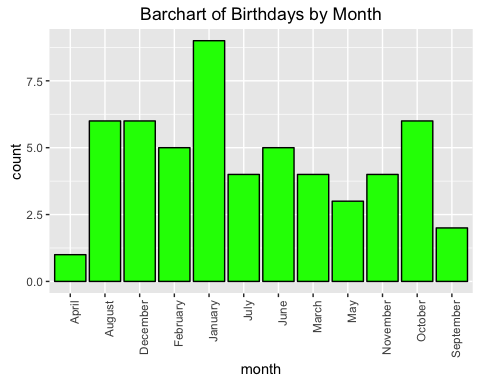 Barchart of Birthdays by Month
count
7.5
5.0
2.5
0.0
April
August
December
February
January
July
June
March
May
November
October
September
month